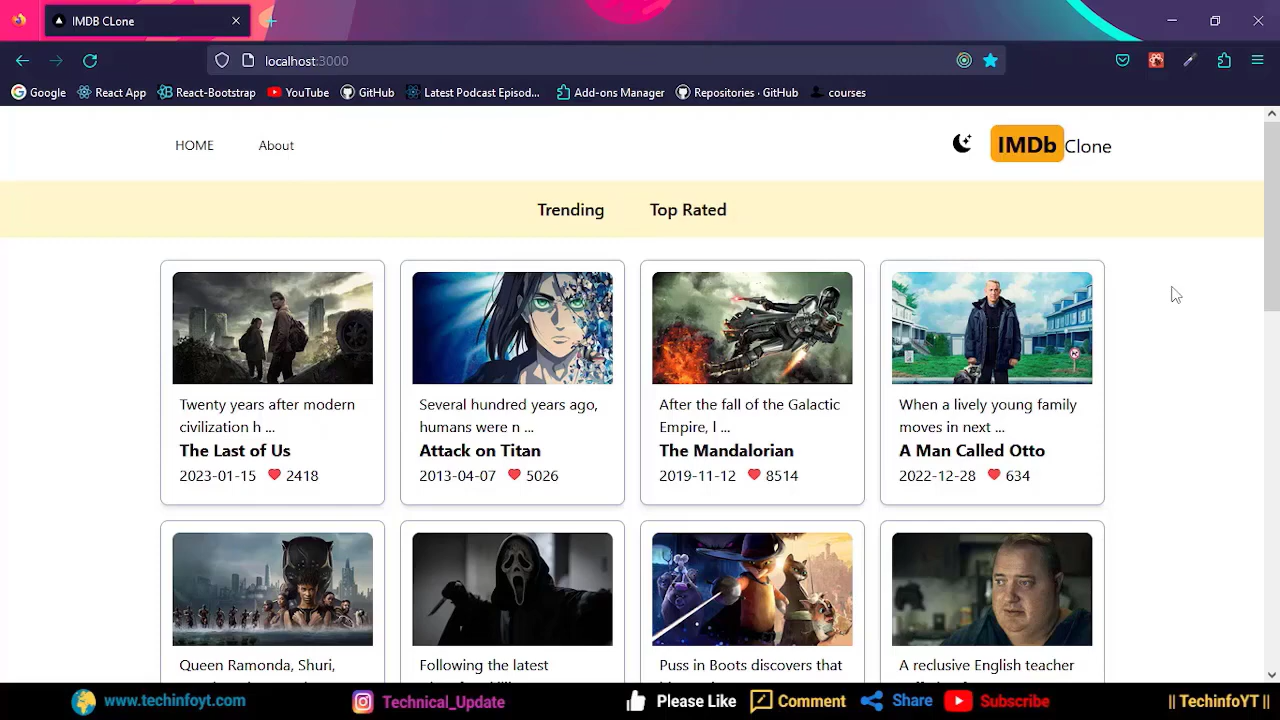 IMDB CLone
localhost:3000
Google React App React-Bootstrap YouTube GitHub Latest Podcast Episod... Add-ons Manager Repositories · GitHub courses
HOME About IMDb Clone
Trending Top Rated
Twenty years after modern
civilization h ...
The Last of Us
2023-01-15 2418
Several hundred years ago,
humans were n ...
Attack on Titan
2013-04-07 5026
After the fall of the Galactic
Empire, l ...
The Mandalorian
2019-11-12 8514
When a lively young family
moves in next ...
A Man Called Otto
2022-12-28 634
Queen Ramonda, Shuri,
Following the latest
Puss in Boots discovers that
A reclusive English teacher
www.techinfoyt.com Technical_Update Please Like Comment Share Subscribe || TechinfoYT ||